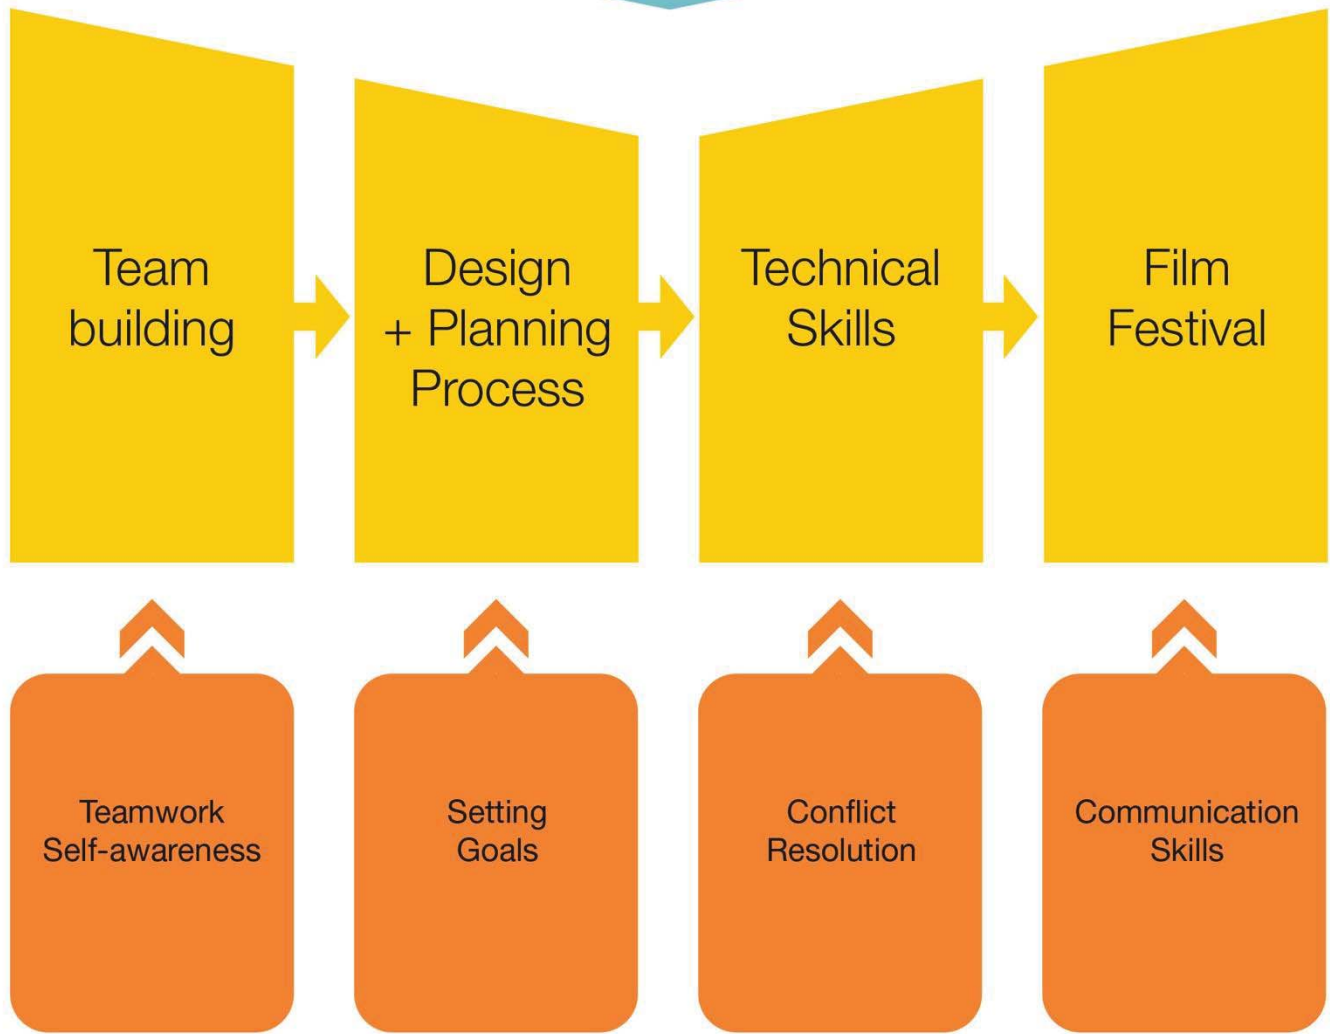 Team
building
Design
+ Planning
Process
Technical
Skills
Film
Festival
Teamwork
Self-awareness
Setting
Goals
Conflict
Resolution
Communication
Skills